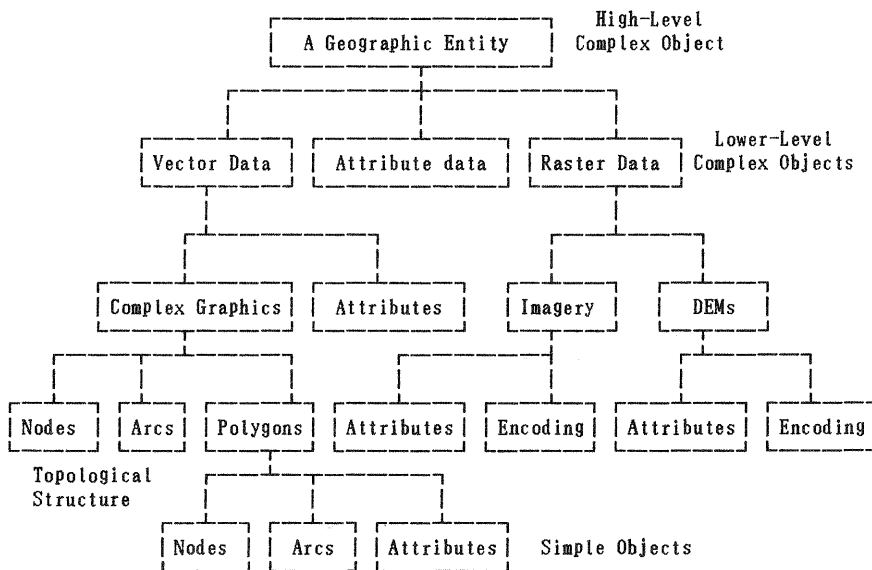 High-Level
Complex Object
A Geographic Entity
Lower-Level
Complex Objects
Vector Data
Attribute data
Raster Data
Complex Graphics
Attributes
Imagery
DEMs
Nodes
Arcs
Polygons
Attributes
Encoding
Attributes
Encoding
Topological
Structure
Nodes
Arcs
Attributes
Simple Objects